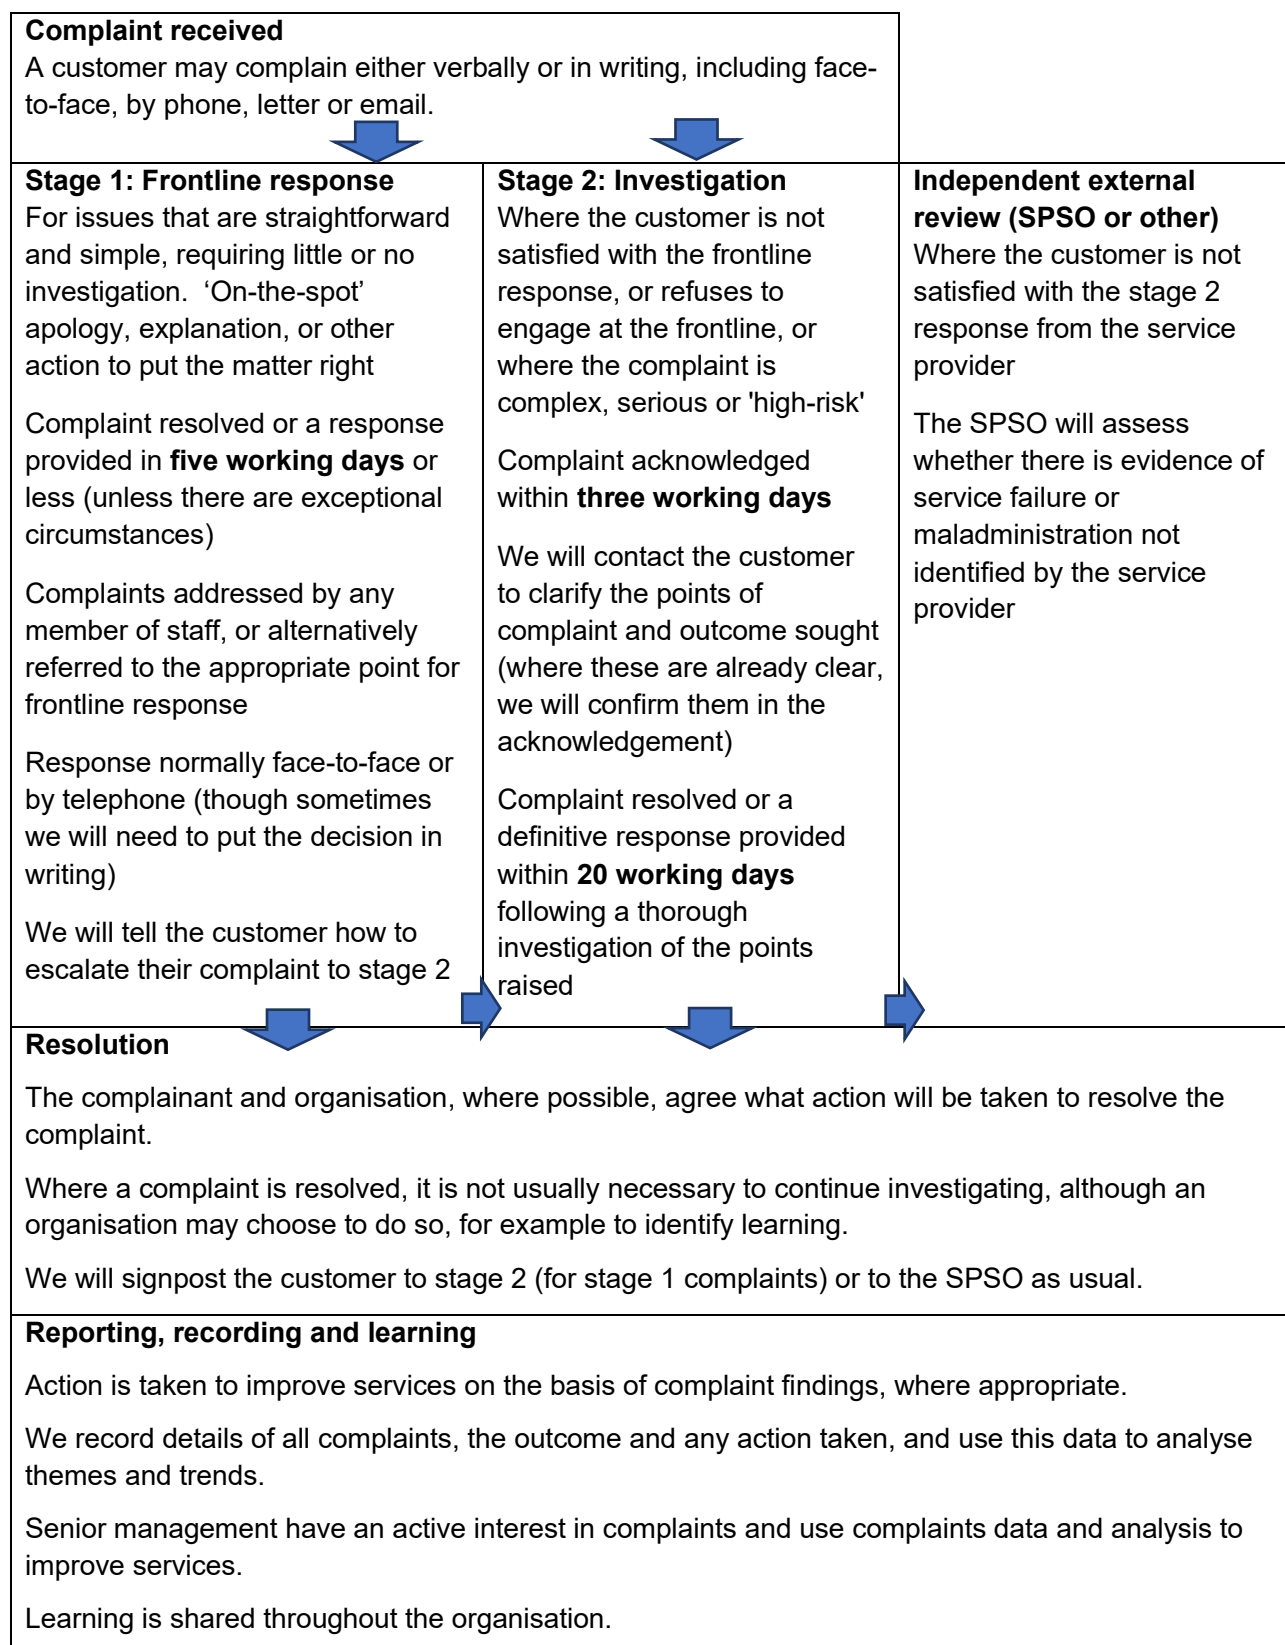 Complaint received
A customer may complain either verbally or in writing, including face-
to-face, by phone, letter or email.
Stage 1: Frontline response
For issues that are straightforward
and simple, requiring little or no
investigation.  ‘On-the-spot’
apology, explanation, or other
action to put the matter right
Complaint resolved or a response
provided in five working days or
less (unless there are exceptional
circumstances)
Complaints addressed by any
member of staff, or alternatively
referred to the appropriate point for
frontline response
Response normally face-to-face or
by telephone (though sometimes
we will need to put the decision in
writing)
We will tell the customer how to
escalate their complaint to stage 2
Stage 2: Investigation
Where the customer is not
satisfied with the frontline
response, or refuses to
engage at the frontline, or
where the complaint is
complex, serious or 'high-risk'
Complaint acknowledged
within three working days
We will contact the customer
to clarify the points of
complaint and outcome sought
(where these are already clear,
we will confirm them in the
acknowledgement)
Complaint resolved or a
definitive response provided
within 20 working days
following a thorough
investigation of the points
raised
Independent external
review (SPSO or other)
Where the customer is not
satisfied with the stage 2
response from the service
provider
The SPSO will assess
whether there is evidence of
service failure or
maladministration not
identified by the service
provider
Resolution
The complainant and organisation, where possible, agree what action will be taken to resolve the
complaint.
Where a complaint is resolved, it is not usually necessary to continue investigating, although an
organisation may choose to do so, for example to identify learning.
We will signpost the customer to stage 2 (for stage 1 complaints) or to the SPSO as usual.
Reporting, recording and learning
Action is taken to improve services on the basis of complaint findings, where appropriate.
We record details of all complaints, the outcome and any action taken, and use this data to analyse
themes and trends.
Senior management have an active interest in complaints and use complaints data and analysis to
improve services.
Learning is shared throughout the organisation.